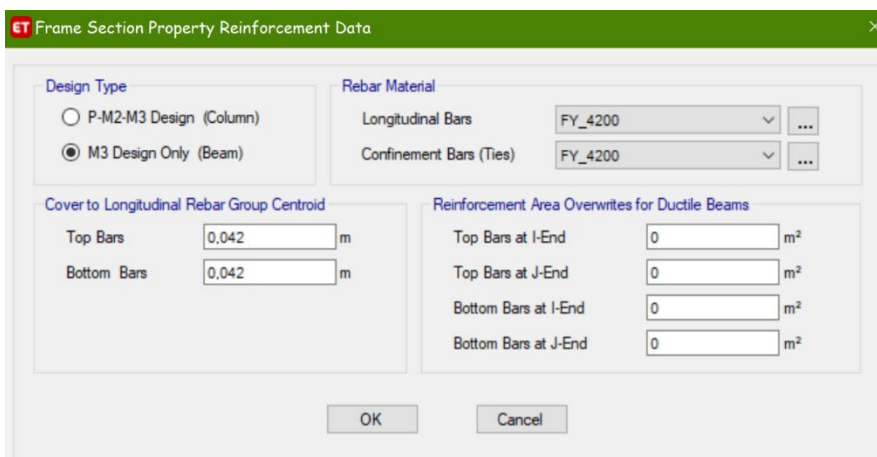 ET Frame Section Property Reinforcement Data
Design Type
P-M2-M3 Design (Column)
M3 Design Only (Beam)
Rebar Material
Longitudinal Bars FY_4200 ...
Confinement Bars (Ties) FY_4200 ...
Cover to Longitudinal Rebar Group Centroid
Top Bars 0,042 m
Bottom Bars 0,042 m
Reinforcement Area Overwrites for Ductile Beams
Top Bars at I-End 0 m²
Top Bars at J-End 0 m²
Bottom Bars at I-End 0 m²
Bottom Bars at J-End 0 m²
OK Cancel